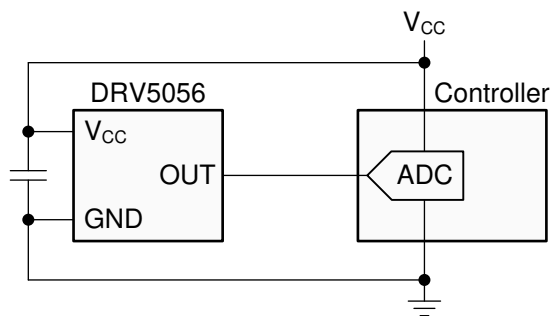 VCC
DRV5056
Controller
VCC
OUT
ADC
GND